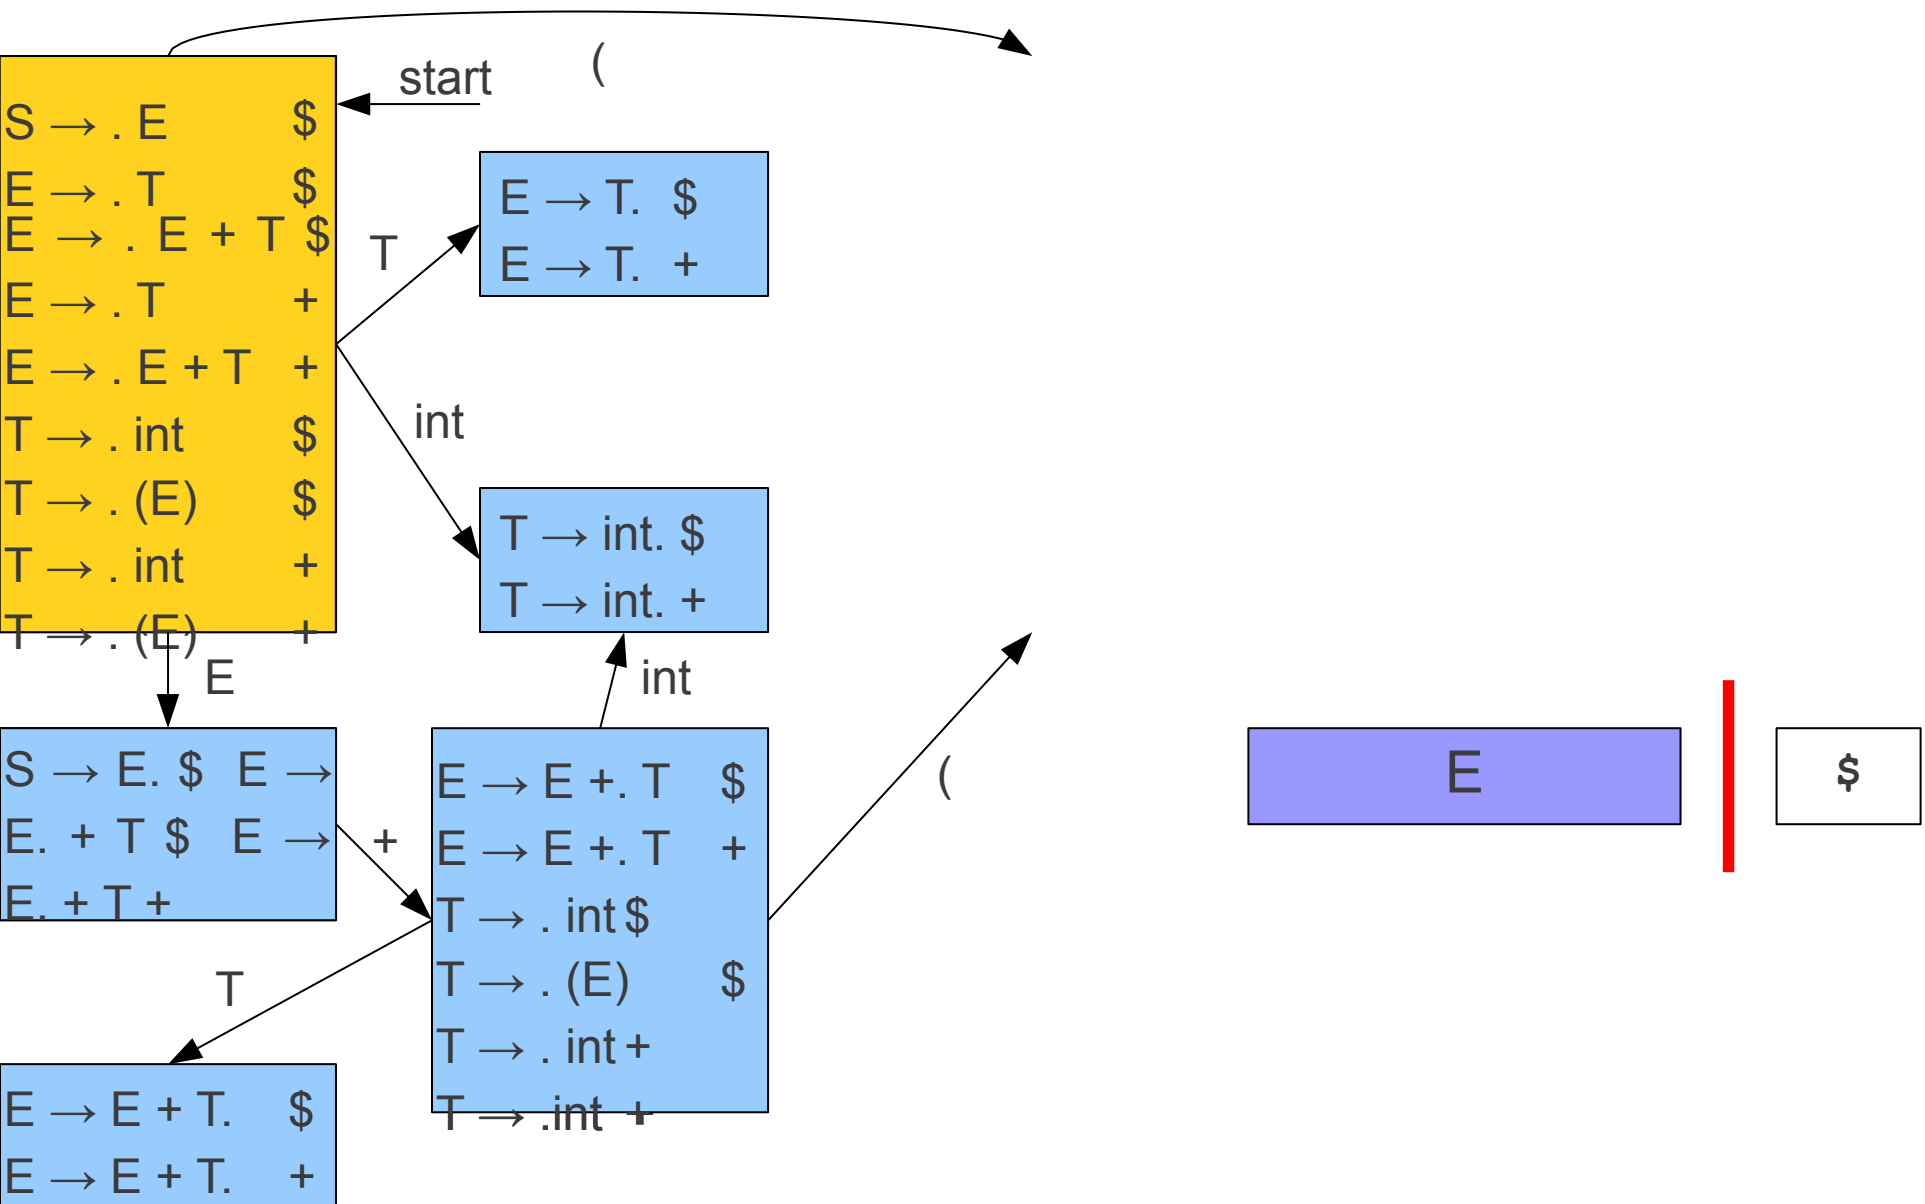 (
start
S → . E $
E → . T $
E → . E + T $
E → . T +
E → . E + T +
T → . int $
T → . (E) $
T → . int +
T → . (E) +
T
E → T. $
E → T. +
int
T → int. $
T → int. +
E
int
S → E. $ E →
E. + T $ E →
E. + T +
+
E → E +. T $
E → E +. T +
T → . int $
T → . (E) $
T → . int +
T → .int +
(
E
$
T
E → E + T. $
E → E + T. +